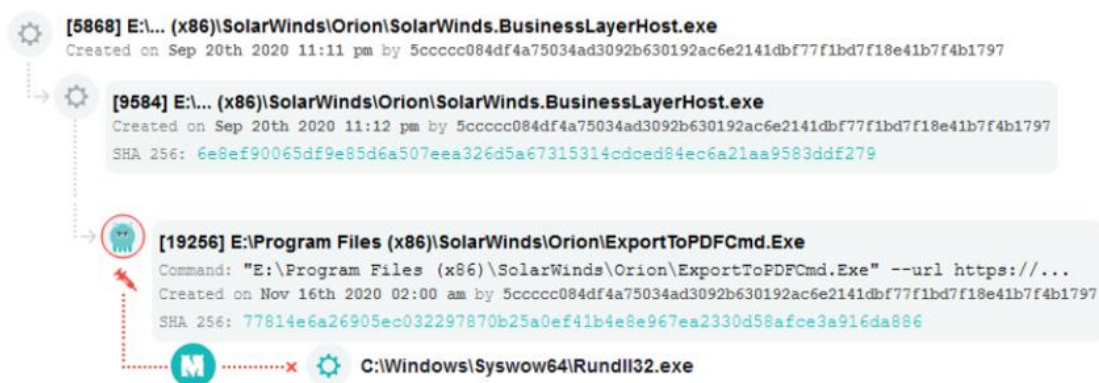 [5868] E:\... (x86)\SolarWinds\Orion\SolarWinds.BusinessLayerHost.exe
Created on Sep 20th 2020 11:11 pm by 5ccccc084df4a75034ad3092b630192ac6e2141dbf77f1bd7f18e41b7f4b1797
[9584] E:\... (x86)\SolarWinds\Orion\SolarWinds.BusinessLayerHost.exe
Created on Sep 20th 2020 11:12 pm by 5ccccc084df4a75034ad3092b630192ac6e2141dbf77f1bd7f18e41b7f4b1797
SHA 256: 6e8ef90065df9e85d6a507eea326d5a67315314cdced84ec6a21aa9583ddf279
[19256] E:\Program Files (x86)\SolarWinds\Orion\ExportToPDFCmd.Exe
Command: "E:\Program Files (x86)\SolarWinds\Orion\ExportToPDFCmd.Exe" --url https://...
Created on Nov 16th 2020 02:00 am by 5ccccc084df4a75034ad3092b630192ac6e2141dbf77f1bd7f18e41b7f4b1797
SHA 256: 77814e6a26905ec032297870b25a0ef41b4e8e967ea2330d58afce3a916da886
M
C:\Windows\Syswow64\Rundll32.exe